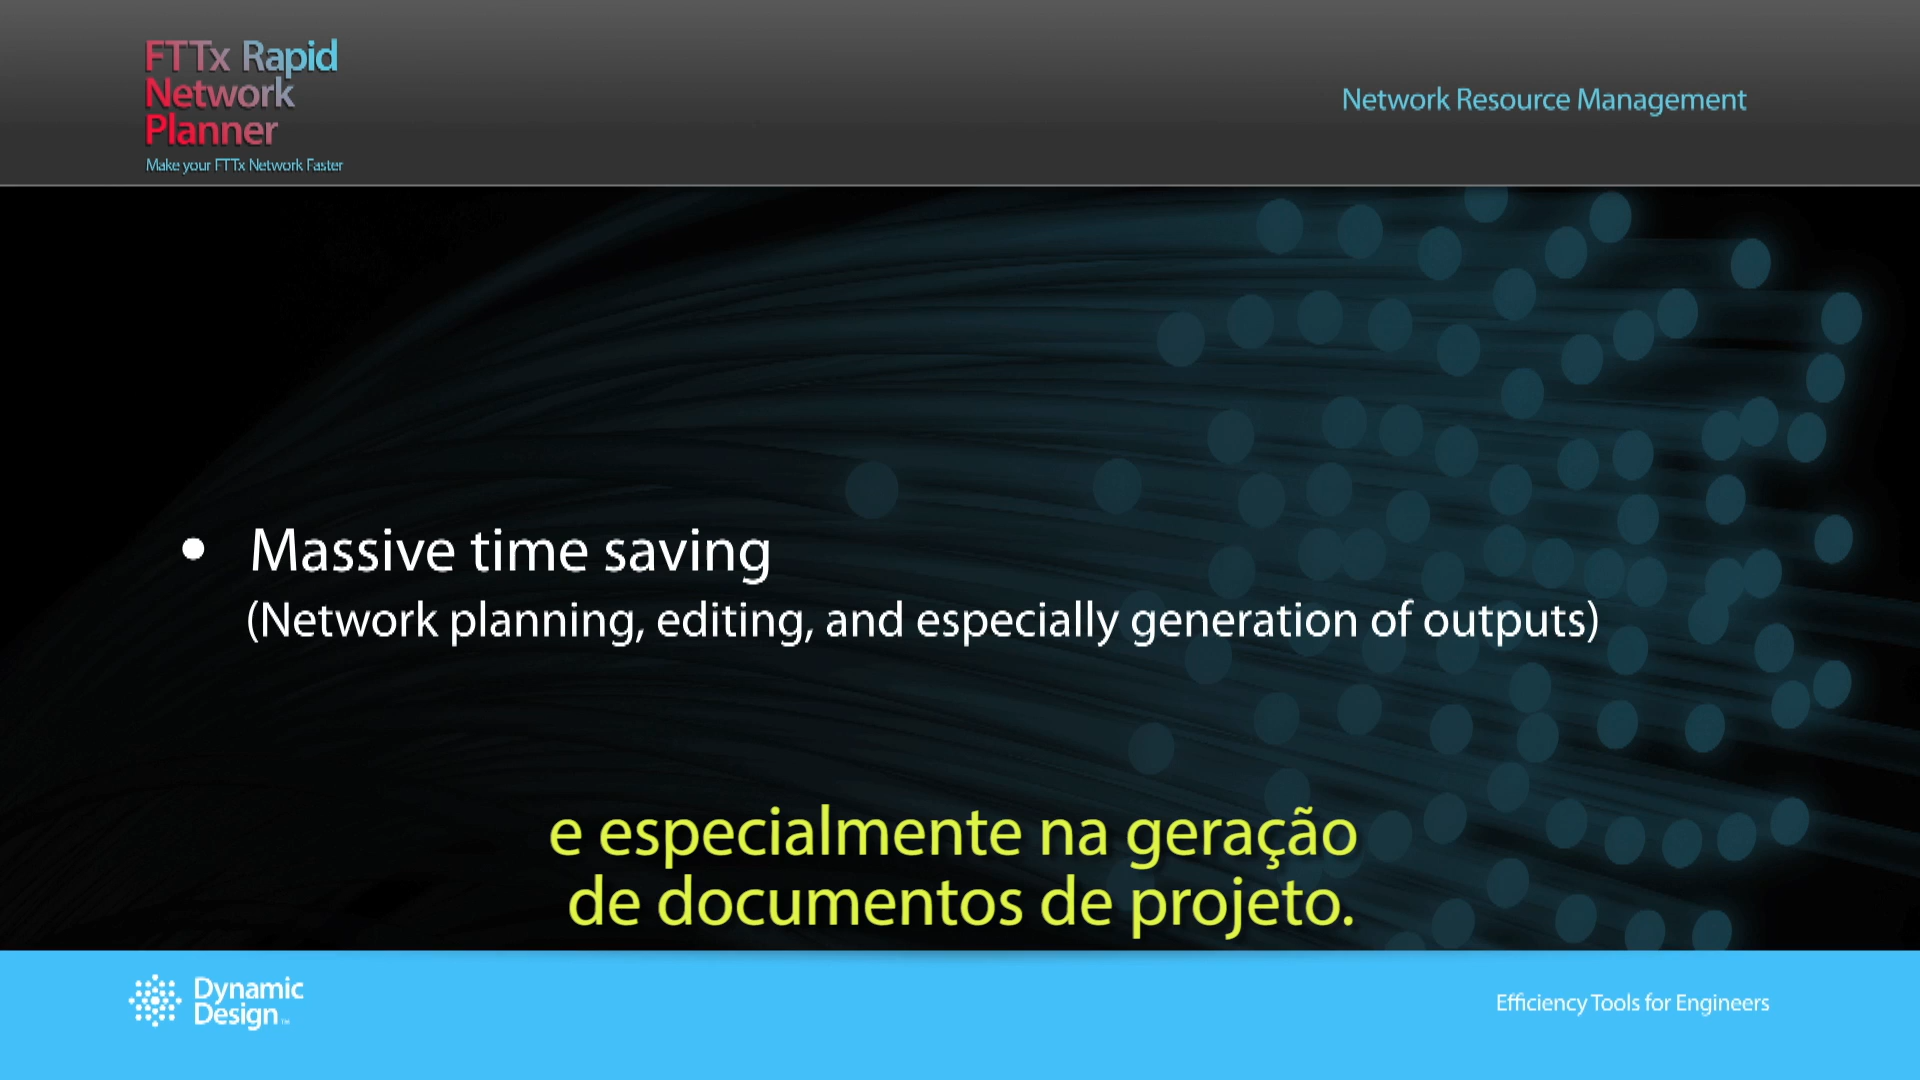 FTTx Rapid
Network
Planner
Make your FTTx Network Faster
Network Resource Management
• Massive time saving
(Network planning, editing, and especially generation of outputs)
e especialmente na geração
de documentos de projeto.
Dynamic
Design™
Efficiency Tools for Engineers